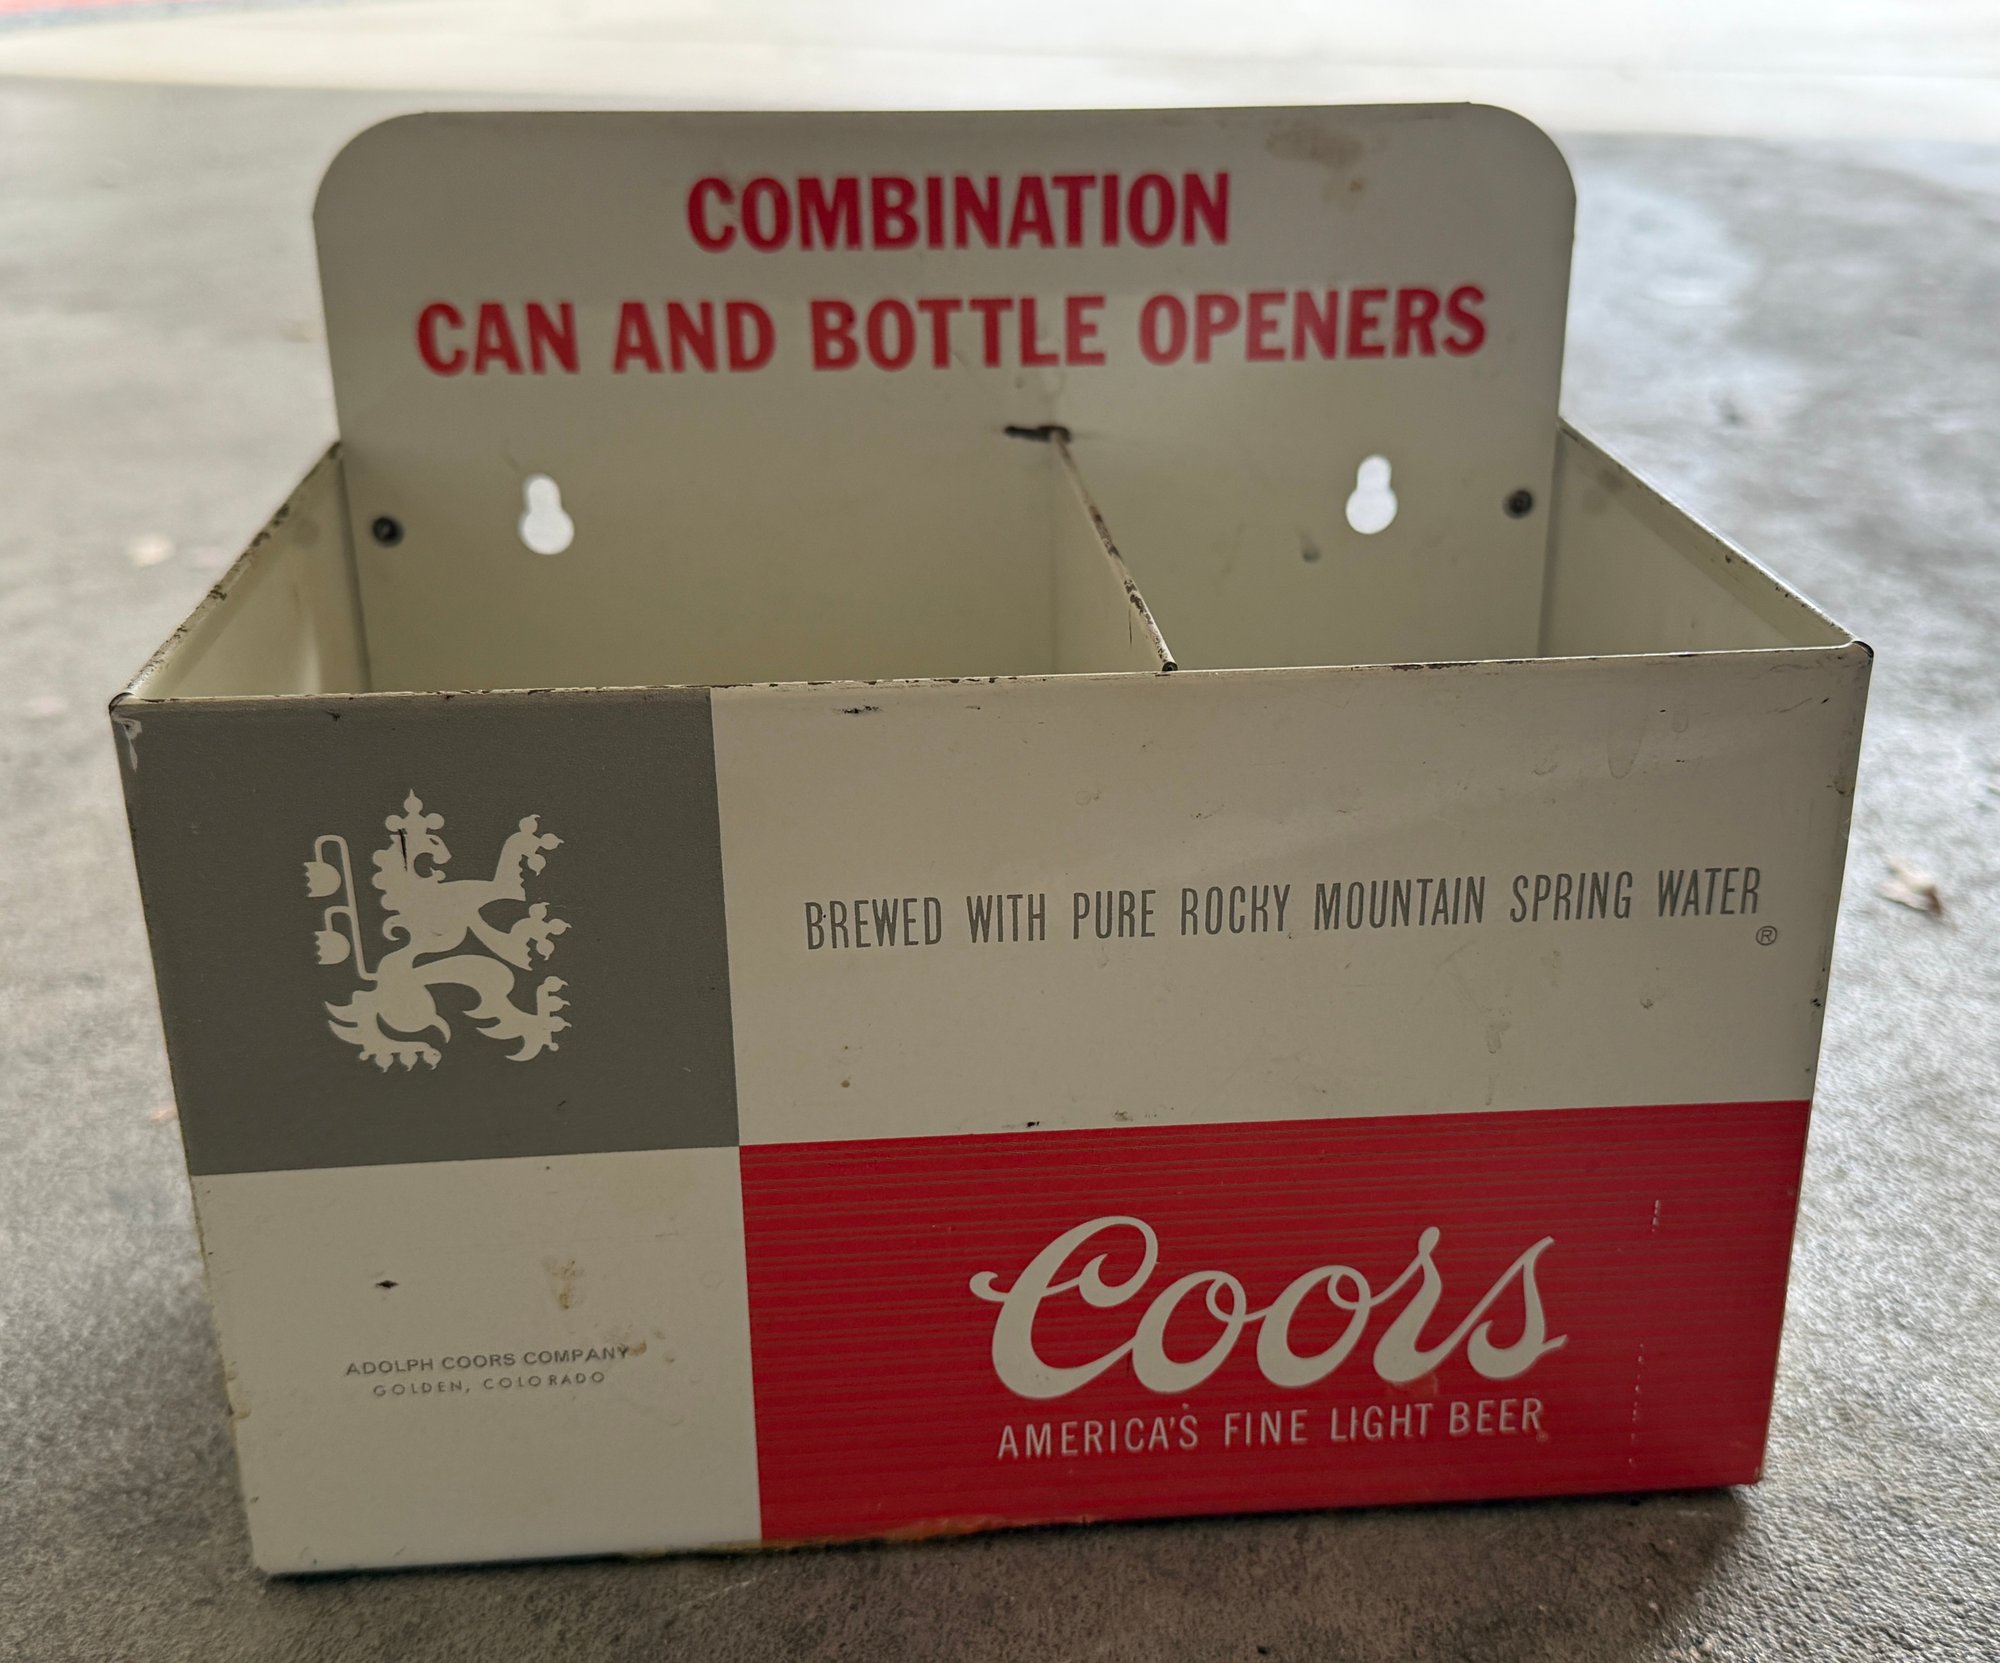 COMBINATION
CAN AND BOTTLE OPENERS
BREWED WITH PURE ROCKY MOUNTAIN SPRING WATER
®
Coors
AMERICA'S FINE LIGHT BEER
ADOLPH COORS COMPANY
GOLDEN, COLORADO